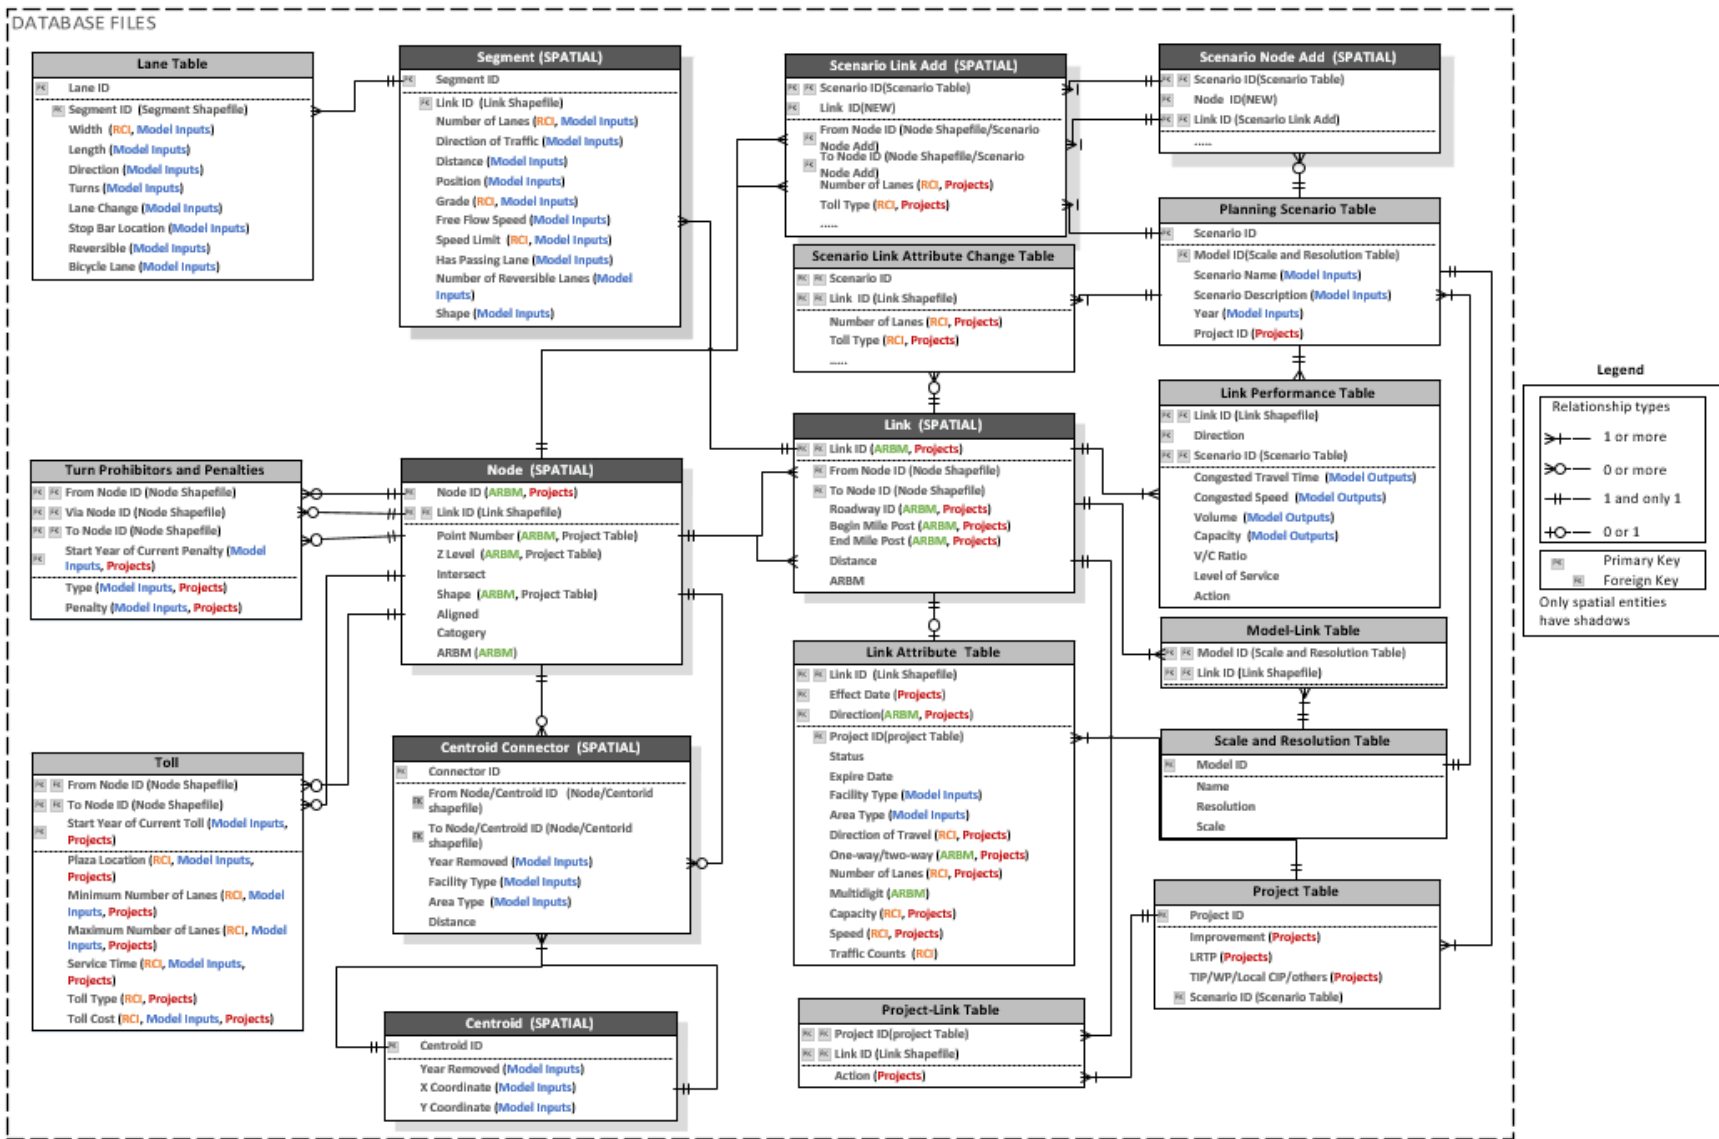 DATABASE FILES
Lane Table
Lane ID
Segment ID (Segment Shapefile)
Width (RCI, Model Inputs)
Length (Model Inputs)
Direction (Model Inputs)
Turns (Model Inputs)
Lane Change (Model Inputs)
Stop Bar Location (Model Inputs)
Reversible (Model Inputs)
Bicycle Lane (Model Inputs)
Segment (SPATIAL)
Segment ID
Link ID (Link Shapefile)
Number of Lanes (RCI, Model Inputs)
Direction of Traffic (Model Inputs)
Distance (Model Inputs)
Position (Model Inputs)
Grade (RCI, Model Inputs)
Free Flow Speed (Model Inputs)
Speed Limit (RCI, Model Inputs)
Has Passing Lane (Model Inputs)
Number of Reversible Lanes (Model
Inputs)
Shape (Model Inputs)
Scenario Link Add (SPATIAL)
Scenario ID(Scenario Table)
Link ID(NEW)
From Node ID (Node Shapefile/Scenario
Node Add)
To Node ID (Node Shapefile/Scenario
Node Add)
Number of Lanes (RCI, Projects)
Toll Type (RCI, Projects)
.....
Scenario Node Add (SPATIAL)
Scenario ID(Scenario Table)
Node ID(NEW)
Link ID (Scenario Link Add)
.....
Scenario Link Attribute Change Table
Scenario ID
Link ID (Link Shapefile)
Number of Lanes (RCI, Projects)
Toll Type (RCI, Projects)
.....
Planning Scenario Table
Scenario ID
Model ID(Scale and Resolution Table)
Scenario Name (Model Inputs)
Scenario Description (Model Inputs)
Year (Model Inputs)
Project ID (Projects)
Link Performance Table
Link ID (Link Shapefile)
Direction
Scenario ID (Scenario Table)
Congested Travel Time (Model Outputs)
Congested Speed (Model Outputs)
Volume (Model Outputs)
Capacity (Model Outputs)
V/C Ratio
Level of Service
Action
Legend
Relationship types
1 or more
0 or more
1 and only 1
0 or 1
Primary Key
Foreign Key
Only spatial entities
have shadows
Turn Prohibitors and Penalties
From Node ID (Node Shapefile)
Via Node ID (Node Shapefile)
To Node ID (Node Shapefile)
Start Year of Current Penalty (Model
Inputs, Projects)
Type (Model Inputs, Projects)
Penalty (Model Inputs, Projects)
Node (SPATIAL)
Node ID (ARBM, Projects)
Link ID (Link Shapefile)
Point Number (ARBM, Project Table)
Z Level (ARBM, Project Table)
Intersect
Shape (ARBM, Project Table)
Aligned
Catogery
ARBM (ARBM)
Link (SPATIAL)
Link ID (ARBM, Projects)
From Node ID (Node Shapefile)
To Node ID (Node Shapefile)
Roadway ID (ARBM, Projects)
Begin Mile Post (ARBM, Projects)
End Mile Post (ARBM, Projects)
Distance
ARBM
Model-Link Table
Model ID (Scale and Resolution Table)
Link ID (Link Shapefile)
Link Attribute Table
Link ID (Link Shapefile)
Effect Date (Projects)
Direction(ARBM, Projects)
Project ID(project Table)
Status
Expire Date
Facility Type (Model Inputs)
Area Type (Model Inputs)
Direction of Travel (RCI, Projects)
One-way/two-way (ARBM, Projects)
Number of Lanes (RCI, Projects)
Multidigit (ARBM)
Capacity (RCI, Projects)
Speed (RCI, Projects)
Traffic Counts (RCI)
Scale and Resolution Table
Model ID
Name
Resolution
Scale
Toll
From Node ID (Node Shapefile)
To Node ID (Node Shapefile)
Start Year of Current Toll (Model Inputs,
Projects)
Plaza Location (RCI, Model Inputs,
Projects)
Minimum Number of Lanes (RCI, Model
Inputs, Projects)
Maximum Number of Lanes (RCI, Model
Inputs, Projects)
Service Time (RCI, Model Inputs,
Projects)
Toll Type (RCI, Projects)
Toll Cost (RCI, Model Inputs, Projects)
Centroid Connector (SPATIAL)
Connector ID
From Node/Centroid ID (Node/Centorid
shapefile)
To Node/Centroid ID (Node/Centorid
shapefile)
Year Removed (Model Inputs)
Facility Type (Model Inputs)
Area Type (Model Inputs)
Distance
Project Table
Project ID
Improvement (Projects)
LRTP (Projects)
TIP/WP/Local CIP/others (Projects)
Scenario ID (Scenario Table)
Centroid (SPATIAL)
Centroid ID
Year Removed (Model Inputs)
X Coordinate (Model Inputs)
Y Coordinate (Model Inputs)
Project-Link Table
Project ID(project Table)
Link ID (Link Shapefile)
Action (Projects)